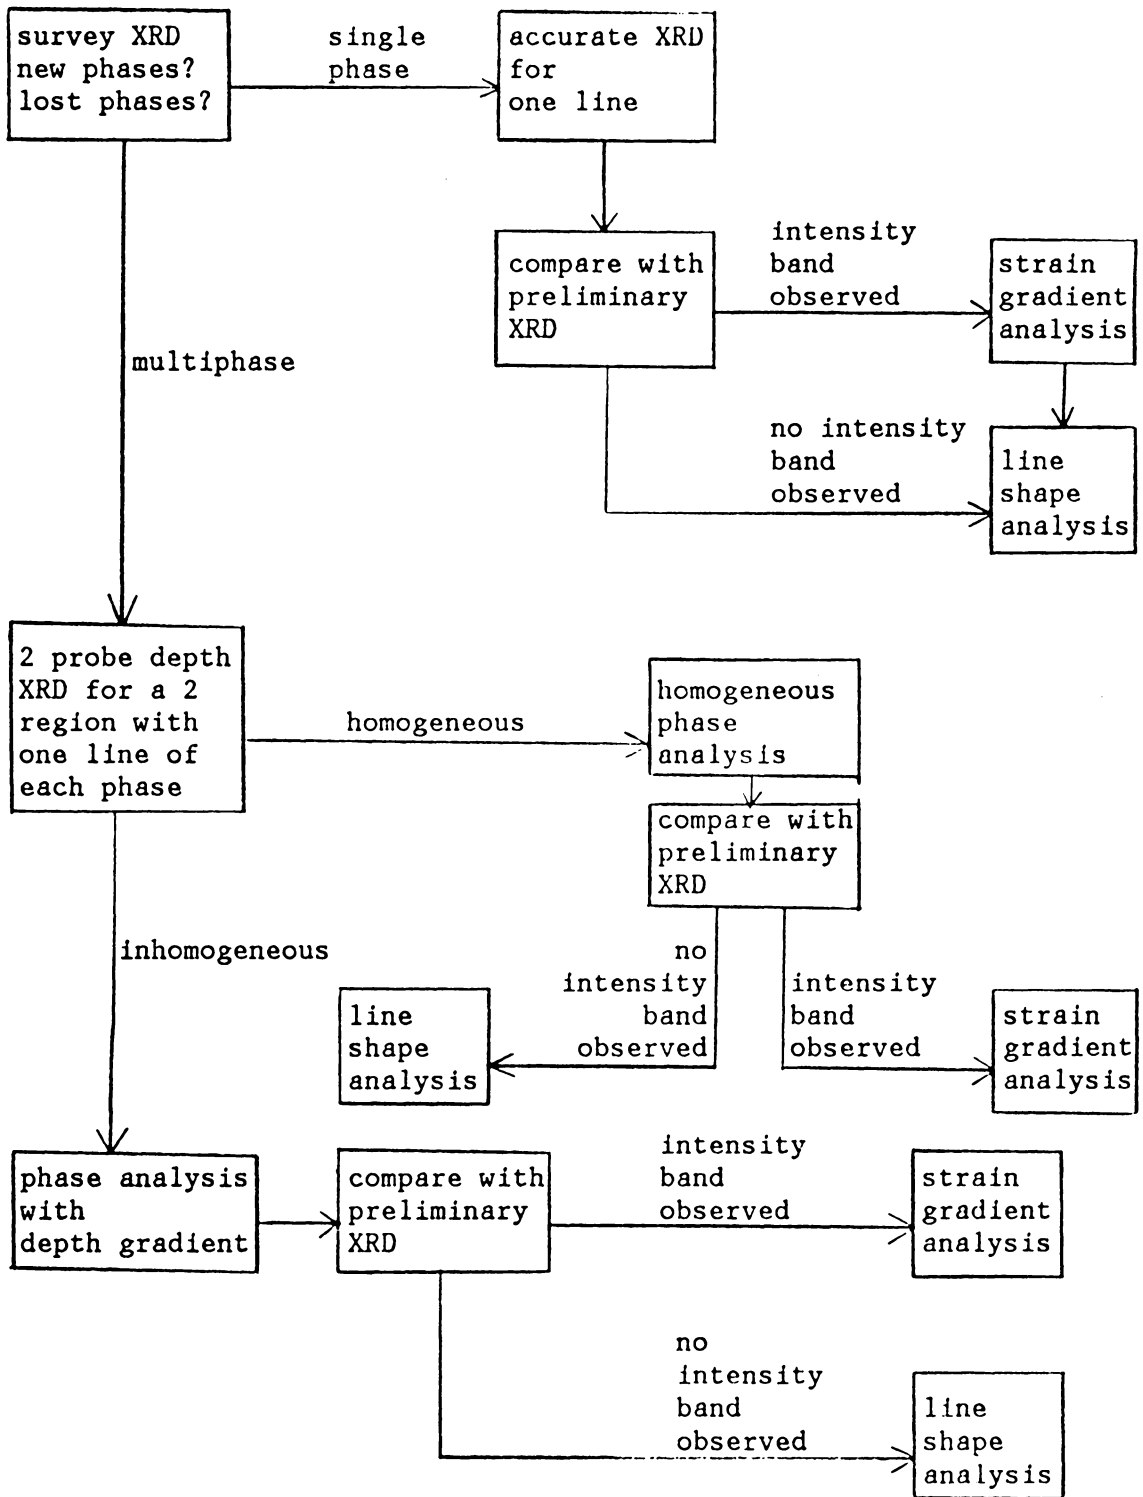 survey XRD
new phases?
lost phases?
single
phase
accurate XRD
for
one line
compare with
preliminary
XRD
intensity
band
observed
strain
gradient
analysis
no intensity
band
observed
line
shape
analysis
multiphase
2 probe depth
XRD for a 2
region with
one line of
each phase
homogeneous
homogeneous
phase
analysis
compare with
preliminary
XRD
no
intensity
band
observed
line
shape
analysis
intensity
band
observed
strain
gradient
analysis
inhomogeneous
phase analysis
with
depth gradient
compare with
preliminary
XRD
intensity
band
observed
strain
gradient
analysis
no
intensity
band
observed
line
shape
analysis